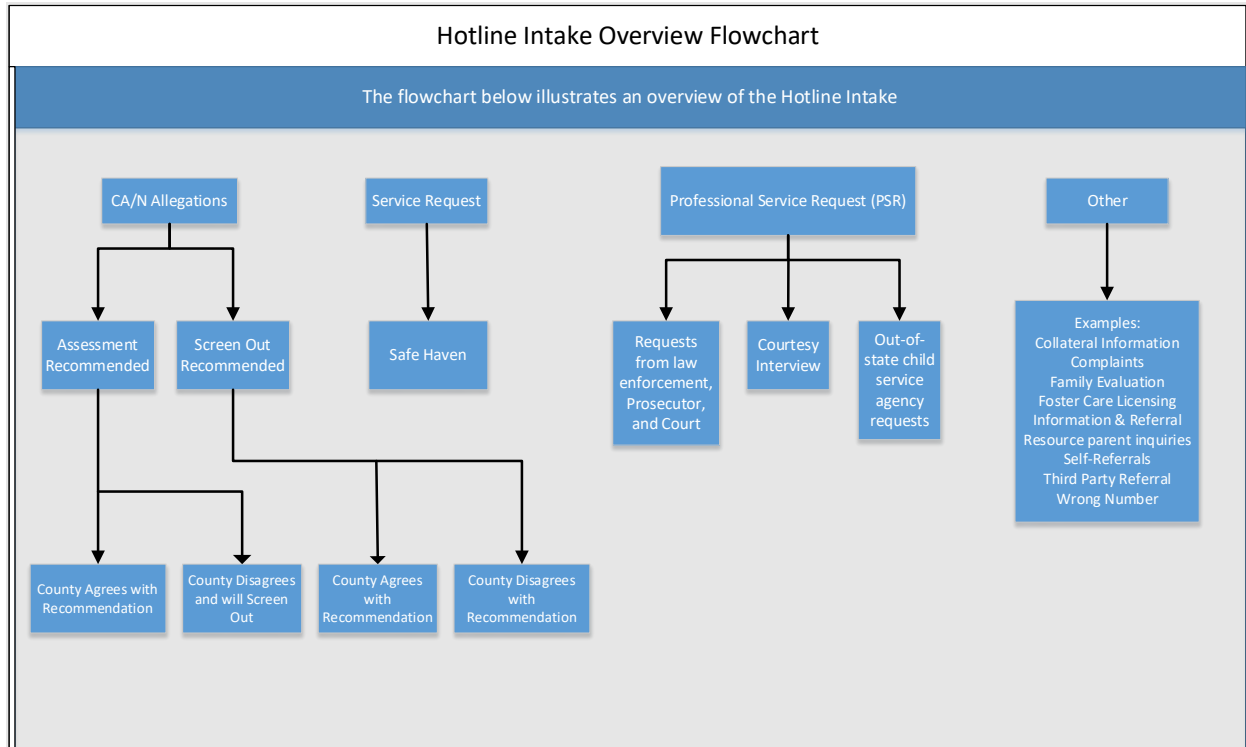 Hotline Intake Overview Flowchart
The flowchart below illustrates an overview of the Hotline Intake
CA/N Allegations
Service Request
Professional Service Request (PSR)
Other
Assessment
Recommended
Screen Out
Recommended
Safe Haven
Requests
from law
enforcement,
Prosecutor,
and Court
Courtesy
Interview
Out-of-
state child
service
agency
requests
Examples:
Collateral Information
Complaints
Family Evaluation
Foster Care Licensing
Information & Referral
Resource parent inquiries
Self-Referrals
Third Party Referral
Wrong Number
County Agrees with
Recommendation
County Disagrees
and will Screen
Out
County Agrees
with
Recommendation
County Disagrees
with
Recommendation